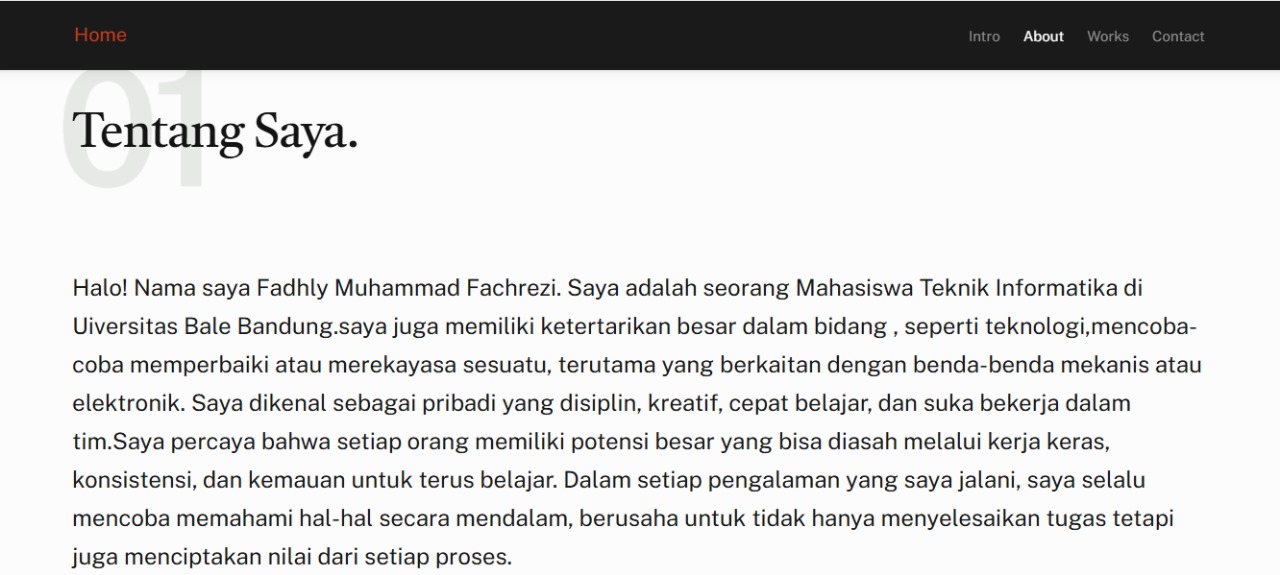 Home
Intro About Works Contact
01
Tentang Saya.
Halo! Nama saya Fadhly Muhammad Fachrezi. Saya adalah seorang Mahasiswa Teknik Informatika di
Uiversitas Bale Bandung.saya juga memiliki ketertarikan besar dalam bidang , seperti teknologi,mencoba-
coba memperbaiki atau merekayasa sesuatu, terutama yang berkaitan dengan benda-benda mekanis atau
elektronik. Saya dikenal sebagai pribadi yang disiplin, kreatif, cepat belajar, dan suka bekerja dalam
tim.Saya percaya bahwa setiap orang memiliki potensi besar yang bisa diasah melalui kerja keras,
konsistensi, dan kemauan untuk terus belajar. Dalam setiap pengalaman yang saya jalani, saya selalu
mencoba memahami hal-hal secara mendalam, berusaha untuk tidak hanya menyelesaikan tugas tetapi
juga menciptakan nilai dari setiap proses.